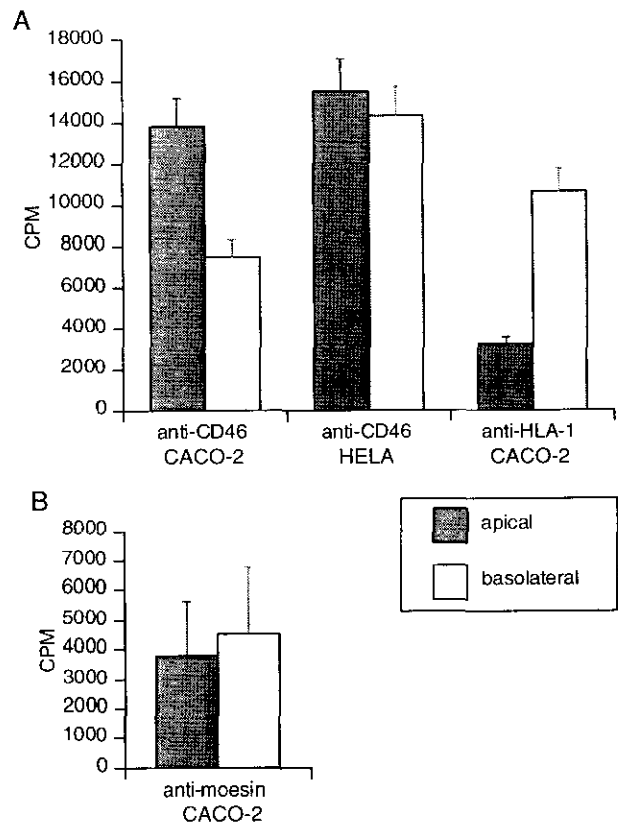 A
18000
16000
14000
12000
10000
8000
6000
4000
2000
0
CPM
anti-CD46
CACO-2
anti-CD46
HELA
anti-HLA-1
CACO-2
B
8000
7000
6000
5000
4000
3000
2000
1000
0
CPM
anti-moesin
CACO-2
apical
basolateral